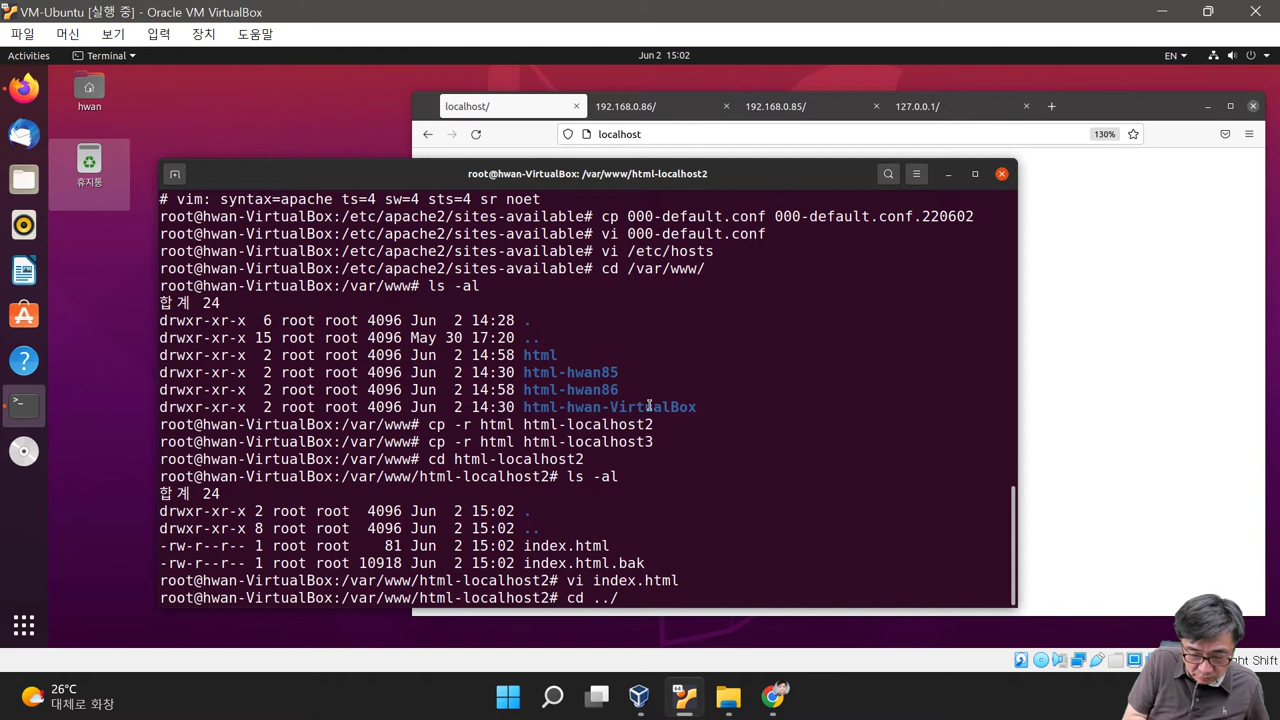 VM-Ubuntu [실행 중] - Oracle VM VirtualBox
파일 머신 보기 입력 장치 도움말
Activities Terminal Jun 2 15:02 EN
hwan
휴지통
localhost/ 192.168.0.86/ 192.168.0.85/ 127.0.0.1/
localhost 130%
root@hwan-VirtualBox: /var/www/html-localhost2
# vim: syntax=apache ts=4 sw=4 sts=4 sr noet
root@hwan-VirtualBox:/etc/apache2/sites-available# cp 000-default.conf 000-default.conf.220602
root@hwan-VirtualBox:/etc/apache2/sites-available# vi 000-default.conf
root@hwan-VirtualBox:/etc/apache2/sites-available# vi /etc/hosts
root@hwan-VirtualBox:/etc/apache2/sites-available# cd /var/www/
root@hwan-VirtualBox:/var/www# ls -al
합계 24
drwxr-xr-x 6 root root 4096 Jun 2 14:28 .
drwxr-xr-x 15 root root 4096 May 30 17:20 ..
drwxr-xr-x 2 root root 4096 Jun 2 14:58 html
drwxr-xr-x 2 root root 4096 Jun 2 14:30 html-hwan85
drwxr-xr-x 2 root root 4096 Jun 2 14:58 html-hwan86
drwxr-xr-x 2 root root 4096 Jun 2 14:30 html-hwan-VirtualBox
root@hwan-VirtualBox:/var/www# cp -r html html-localhost2
root@hwan-VirtualBox:/var/www# cp -r html html-localhost3
root@hwan-VirtualBox:/var/www# cd html-localhost2
root@hwan-VirtualBox:/var/www/html-localhost2# ls -al
합계 24
drwxr-xr-x 2 root root 4096 Jun 2 15:02 .
drwxr-xr-x 8 root root 4096 Jun 2 15:02 ..
-rw-r--r-- 1 root root 81 Jun 2 15:02 index.html
-rw-r--r-- 1 root root 10918 Jun 2 15:02 index.html.bak
root@hwan-VirtualBox:/var/www/html-localhost2# vi index.html
root@hwan-VirtualBox:/var/www/html-localhost2# cd ../
Shift
26°C
대체로 화창